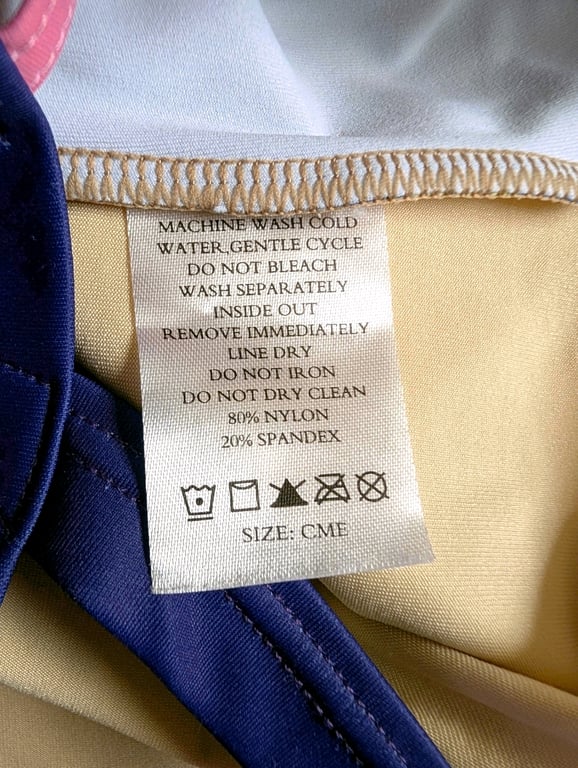 MACHINE WASH COLD
WATER,GENTLE CYCLE
DO NOT BLEACH
WASH SEPARATELY
INSIDE OUT
REMOVE IMMEDIATELY
LINE DRY
DO NOT IRON
DO NOT DRY CLEAN
80% NYLON
20% SPANDEX
SIZE: CME